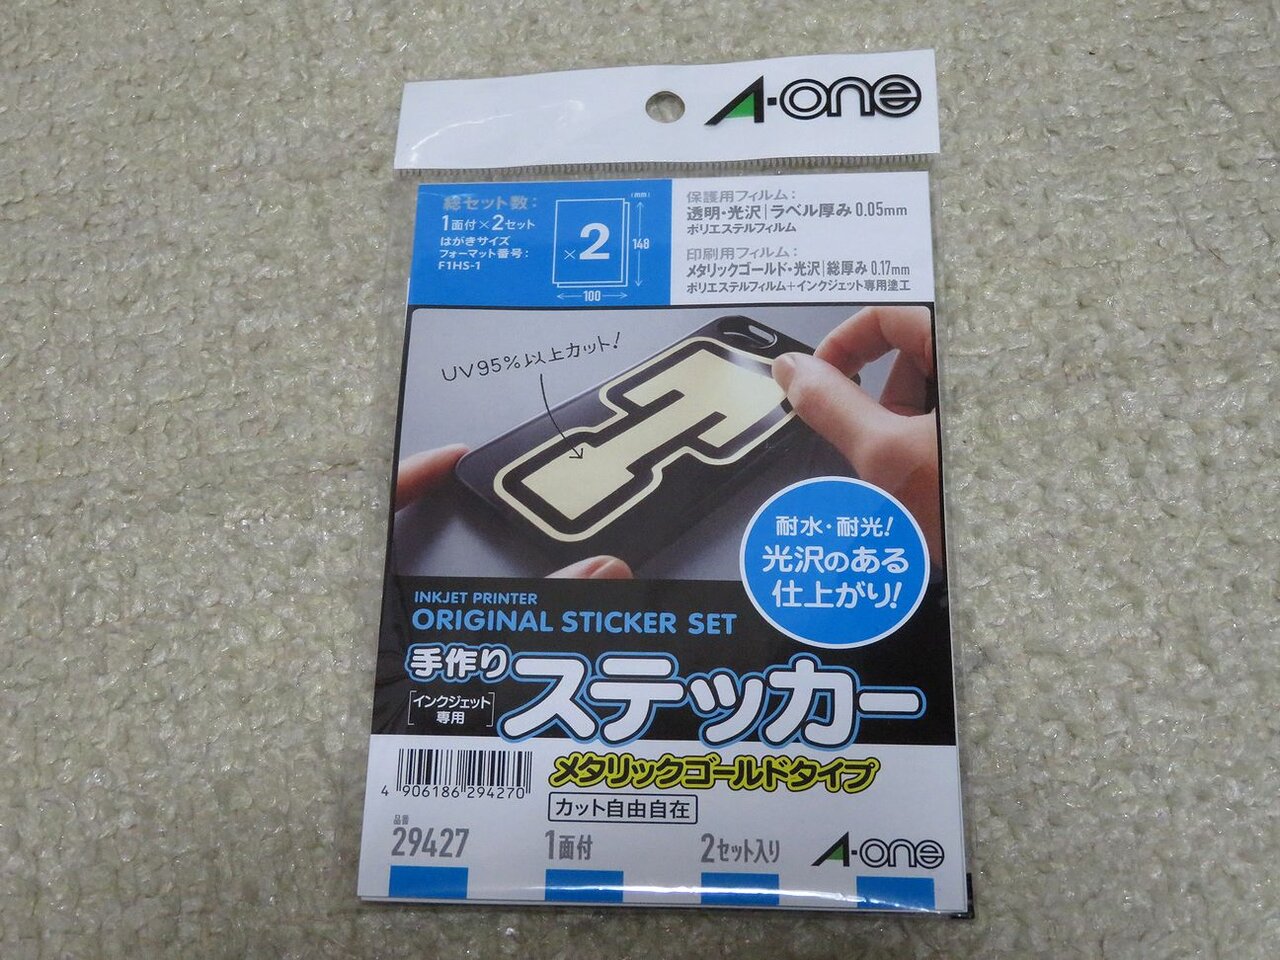 A-one
総セット数:
1面付×2セット
はがきサイズ
フォーマット番号:
F1HS-1
(mm)
×2
148
100
保護用フィルム:
透明・光沢|ラベル厚み0.05mm
ポリエステルフィルム
印刷用フィルム:
メタリックゴールド・光沢|総厚み0.17mm
ポリエステルフィルム+インクジェット専用塗工
UV95%以上カット!
耐水・耐光!
光沢のある
仕上がり!
INKJET PRINTER
ORIGINAL STICKER SET
手作り
ステッカー
[インクジェット専用]
メタリックゴールドタイプ
カット自由自在
4 906186 294270
品番
29427
1面付
2セット入り
A-one